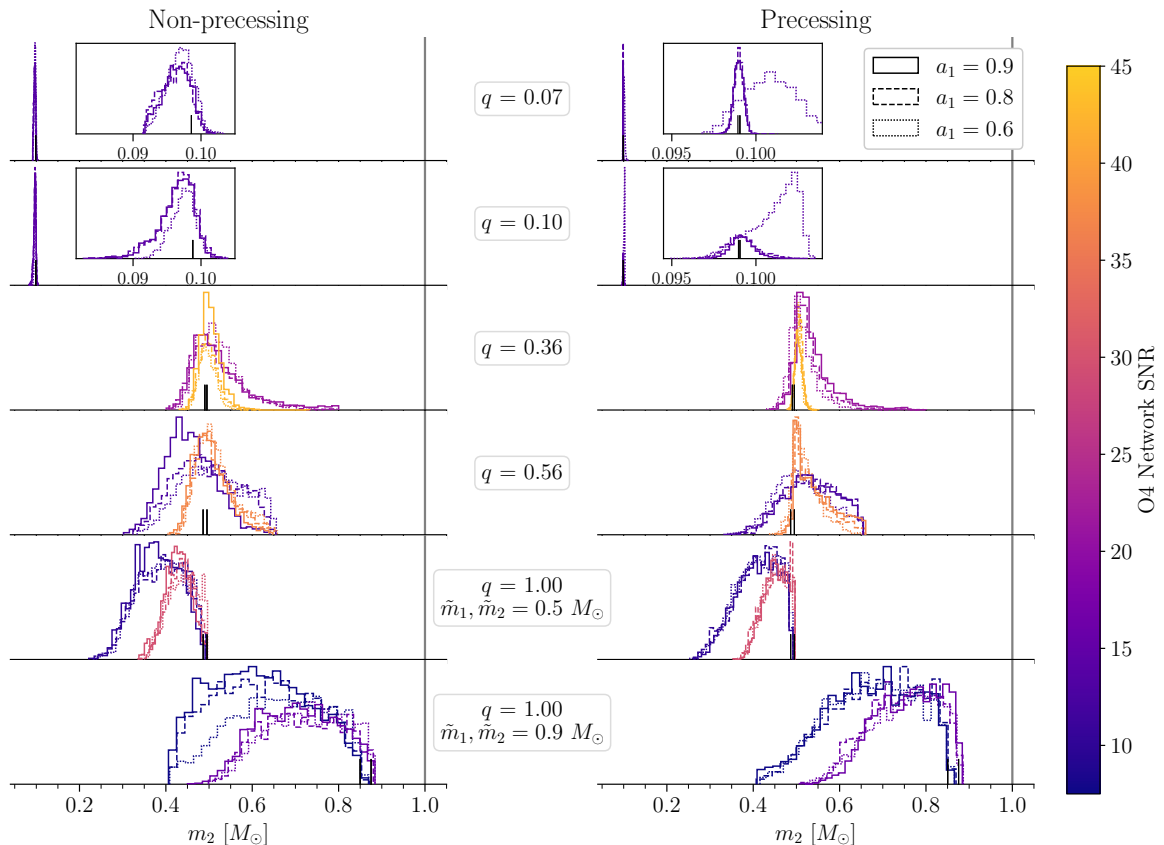 Non-precessing
Precessing
q = 0.07
a₁ = 0.9
a₁ = 0.8
a₁ = 0.6
0.09 0.10
0.095 0.100
q = 0.10
0.09 0.10
0.095 0.100
q = 0.36
q = 0.56
q = 1.00
m̃₁, m̃₂ = 0.5 M⊙
q = 1.00
m̃₁, m̃₂ = 0.9 M⊙
0.2 0.4 0.6 0.8 1.0
m₂ [M⊙]
0.2 0.4 0.6 0.8 1.0
m₂ [M⊙]
45
40
35
30
25
20
15
10
O4 Network SNR